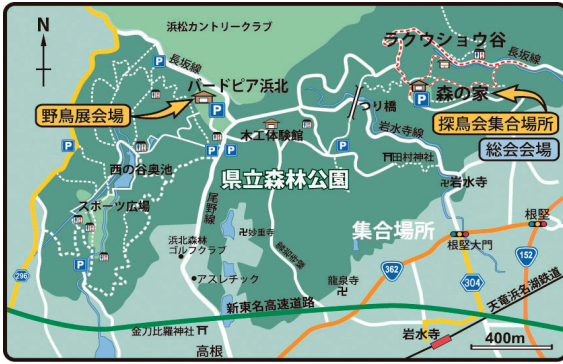 浜松カントリークラブ
N
長坂線
バードピア浜北
野鳥展会場
ラクウショウ谷
長坂線
森の家
探鳥会集合場所
総会会場
つり橋
木工体験館
岩水寺線
田村神社
西の谷奥池
県立森林公園
岩水寺
スポーツ広場
尾野線
集合場所
根堅
妙重寺
浜北森林
ゴルフクラブ
根堅大門
アスレチック
龍泉寺
296
362
304
152
天竜浜名湖鉄道
新東名高速道路
金刀比羅神社
高根
岩水寺
400m
P
P
P
P
P
P
P